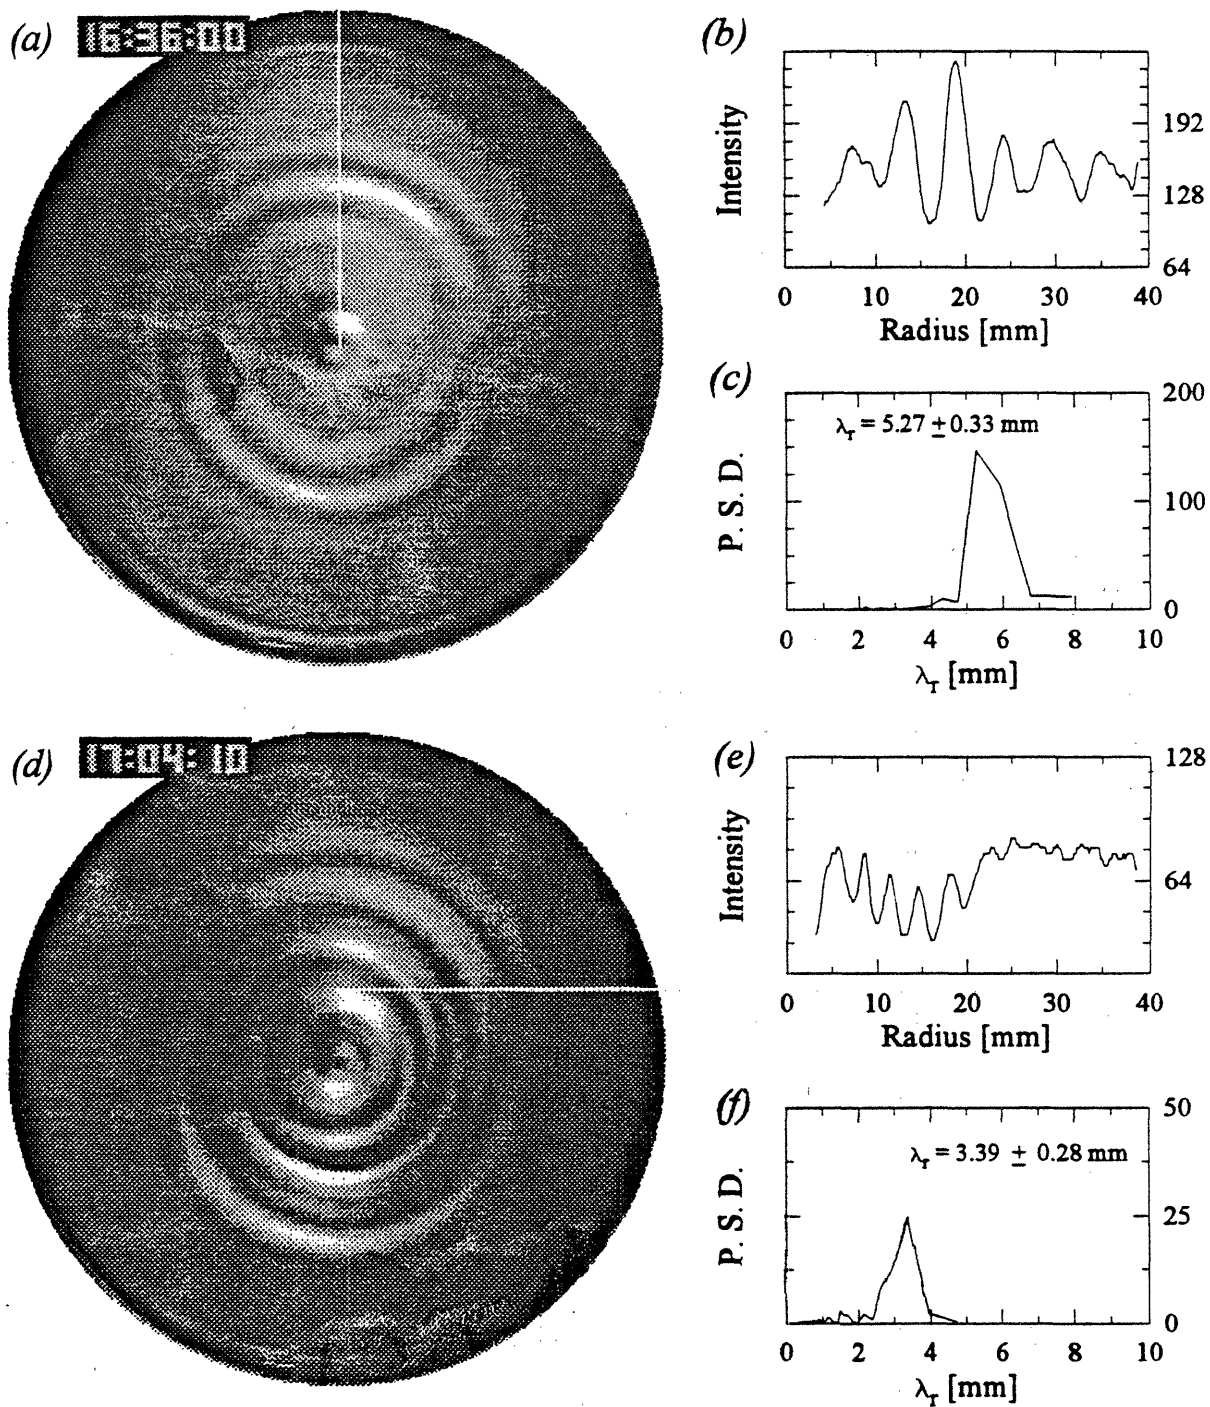 (a) 16:36:00
(b)
Intensity
192
128
64
0 10 20 30 40
Radius [mm]
(c)
λT = 5.27 ± 0.33 mm
P. S. D.
200
100
0
0 2 4 6 8 10
λT [mm]
(d) 17:04:10
(e)
Intensity
128
64
0 10 20 30 40
Radius [mm]
(f)
λT = 3.39 ± 0.28 mm
P. S. D.
50
25
0
0 2 4 6 8 10
λT [mm]